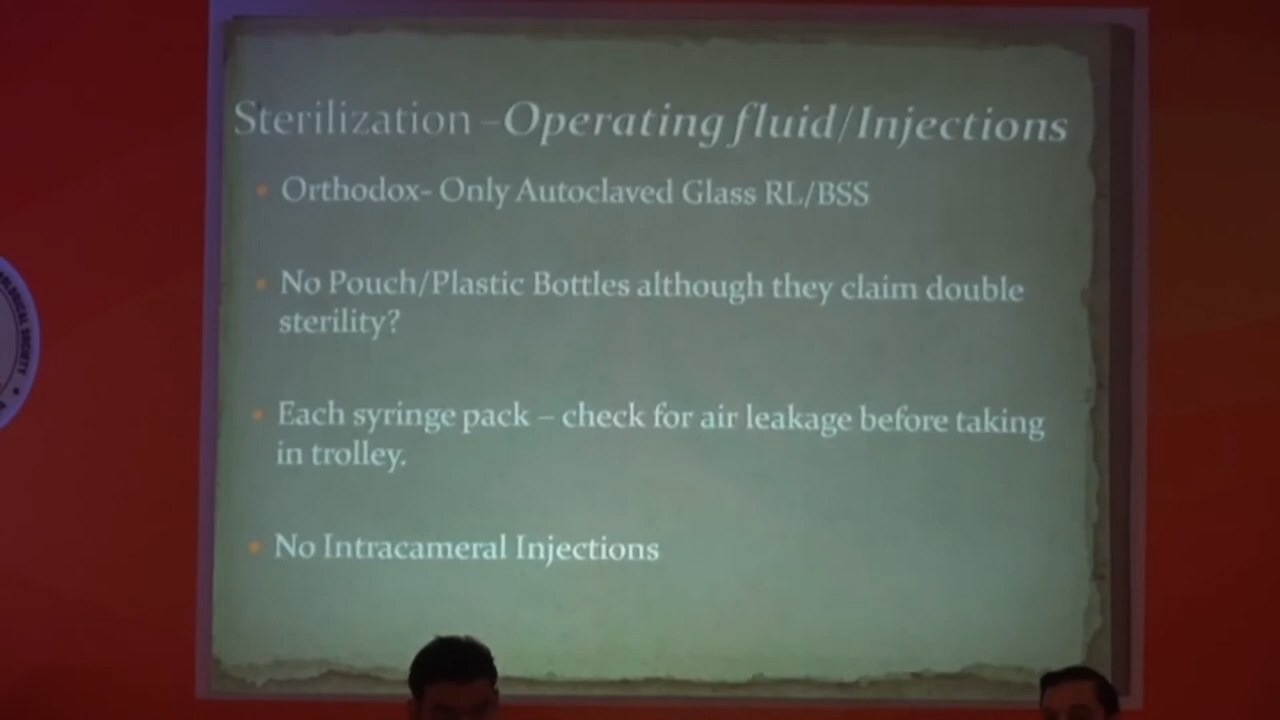 Sterilization –Operating fluid/Injections
• Orthodox- Only Autoclaved Glass RL/BSS
• No Pouch/Plastic Bottles although they claim double
sterility?
• Each syringe pack – check for air leakage before taking
in trolley.
• No Intracameral Injections
SOCIETY